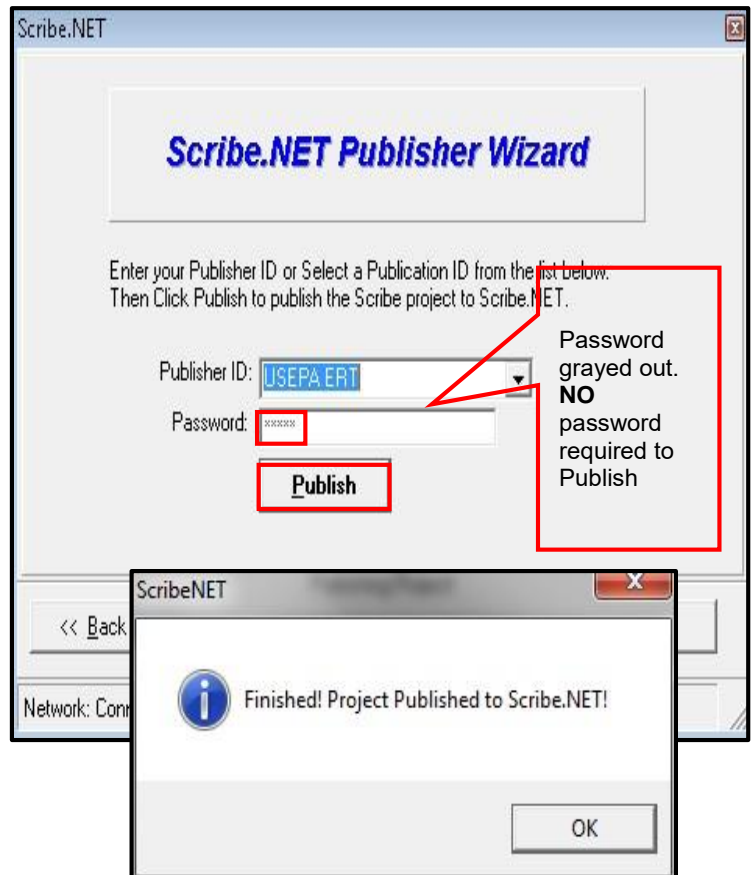 Scribe.NET
Scribe.NET Publisher Wizard
Enter your Publisher ID or Select a Publication ID from the list below.
Then Click Publish to publish the Scribe project to Scribe.NET.
Publisher ID: USEPA ERT
Password: xxxxx
Publish
Password
grayed out.
NO
password
required to
Publish
<< Back
Network: Conn
ScribeNET
Finished! Project Published to Scribe.NET!
OK